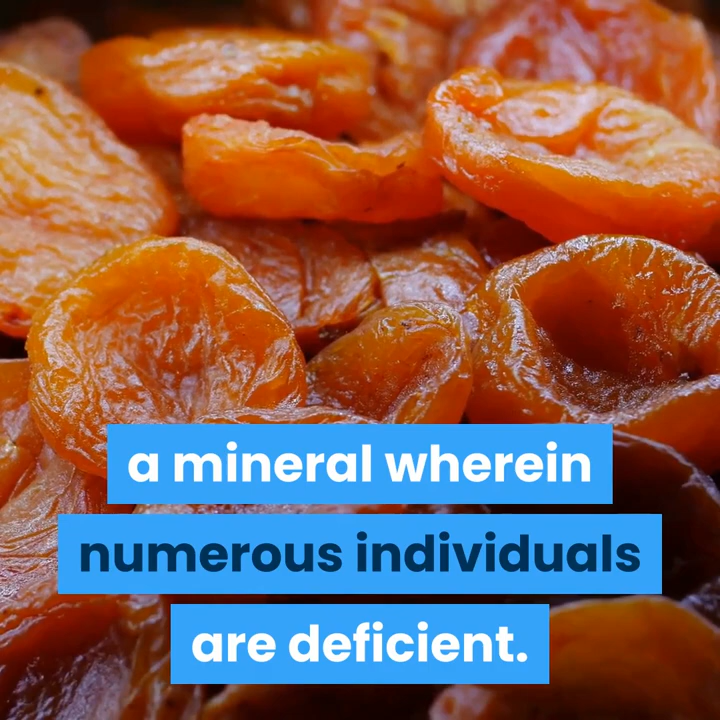 a mineral wherein
numerous individuals
are deficient.